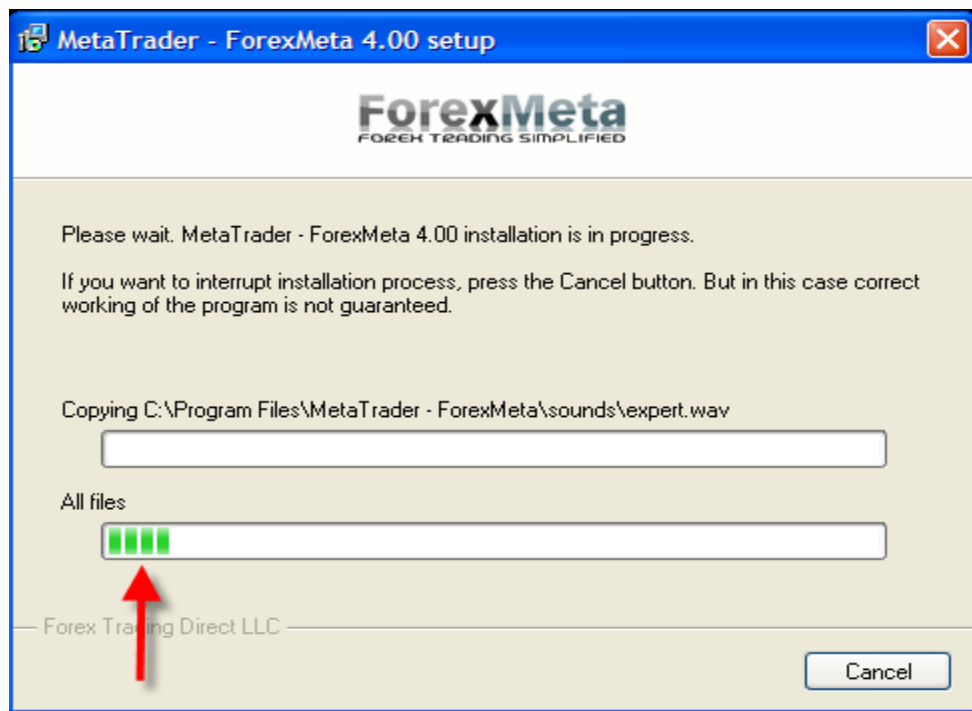 MetaTrader - ForexMeta 4.00 setup
ForexMeta
FOREX TRADING SIMPLIFIED
Please wait. MetaTrader - ForexMeta 4.00 installation is in progress.
If you want to interrupt installation process, press the Cancel button. But in this case correct
working of the program is not guaranteed.
Copying C:\Program Files\MetaTrader - ForexMeta\sounds\expert.wav
All files
Forex Trading Direct LLC
Cancel